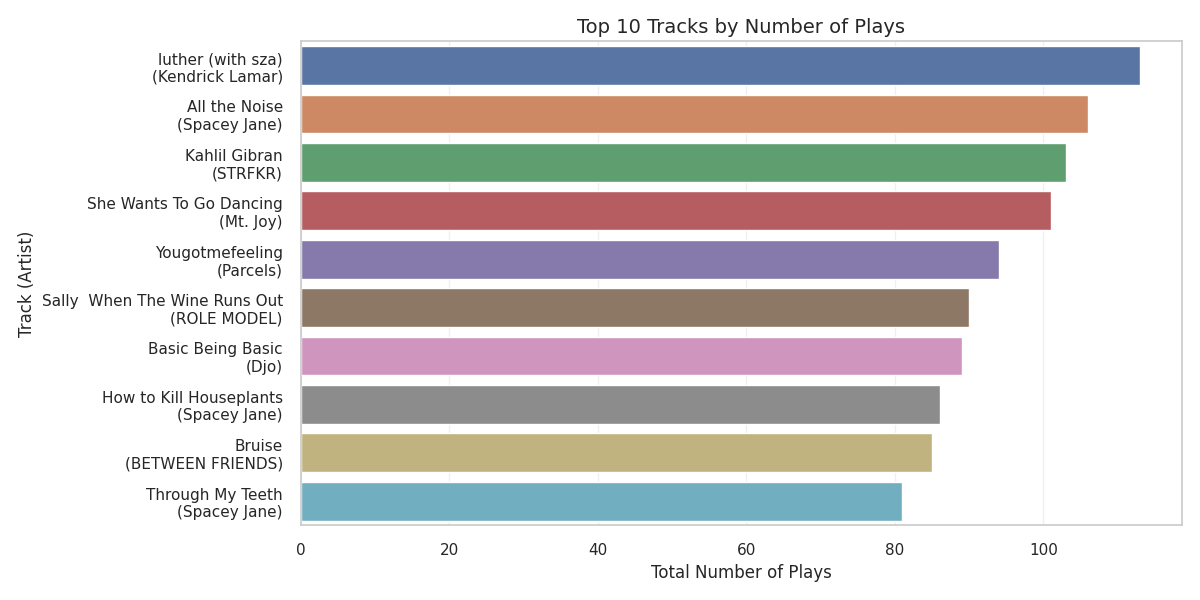 Top 10 Tracks by Number of Plays
luther (with sza)
(Kendrick Lamar)
All the Noise
(Spacey Jane)
Kahlil Gibran
(STRFKR)
She Wants To Go Dancing
(Mt. Joy)
Yougotmefeeling
(Parcels)
Sally  When The Wine Runs Out
(ROLE MODEL)
Basic Being Basic
(Djo)
How to Kill Houseplants
(Spacey Jane)
Bruise
(BETWEEN FRIENDS)
Through My Teeth
(Spacey Jane)
Track (Artist)
0 20 40 60 80 100
Total Number of Plays